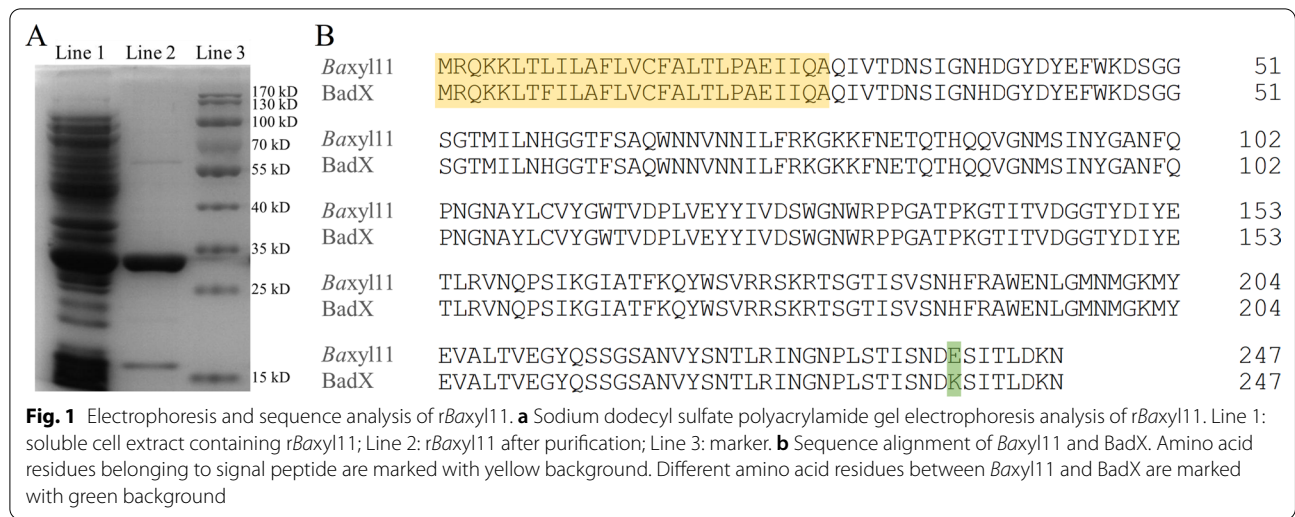 A
Line 1 Line 2 Line 3
170 kD
130 kD
100 kD
70 kD
55 kD
40 kD
35 kD
25 kD
15 kD
B
Baxyl11 MRQKKLTLILAFLVCFALTLPAEIIQAQIVTDNSIGNHDGYDYEFWKDSGG 51
BadX MRQKKLTFILAFLVCFALTLPAEIIQAQIVTDNSIGNHDGYDYEFWKDSGG 51
SGTMILNHGGTFSAQWNNVNNILFRKGKKFNETQTHQQVGNMSINYGANFQ 102
SGTMILNHGGTFSAQWNNVNNILFRKGKKFNETQTHQQVGNMSINYGANFQ 102
Baxyl11 PNGNAYLCVYGWTVDPLVEYYIVDSWGNWRPPGATPKGTITVDGGTYDIYE 153
BadX PNGNAYLCVYGWTVDPLVEYYIVDSWGNWRPPGATPKGTITVDGGTYDIYE 153
Baxyl11 TLRVNQPSIKGIATFKQYWSVRRSKRTSGTISVSNHFRAWENLGMNMGKMY 204
BadX TLRVNQPSIKGIATFKQYWSVRRSKRTSGTISVSNHFRAWENLGMNMGKMY 204
Baxyl11 EVALTVEGYQSSGSANVYSNTLRINGNPLSTISNDESITLDKN 247
BadX EVALTVEGYQSSGSANVYSNTLRINGNPLSTISNDKSITLDKN 247
Fig. 1 Electrophoresis and sequence analysis of rBaxyl11. a Sodium dodecyl sulfate polyacrylamide gel electrophoresis analysis of rBaxyl11. Line 1:
soluble cell extract containing rBaxyl11; Line 2: rBaxyl11 after purification; Line 3: marker. b Sequence alignment of Baxyl11 and BadX. Amino acid
residues belonging to signal peptide are marked with yellow background. Different amino acid residues between Baxyl11 and BadX are marked
with green background